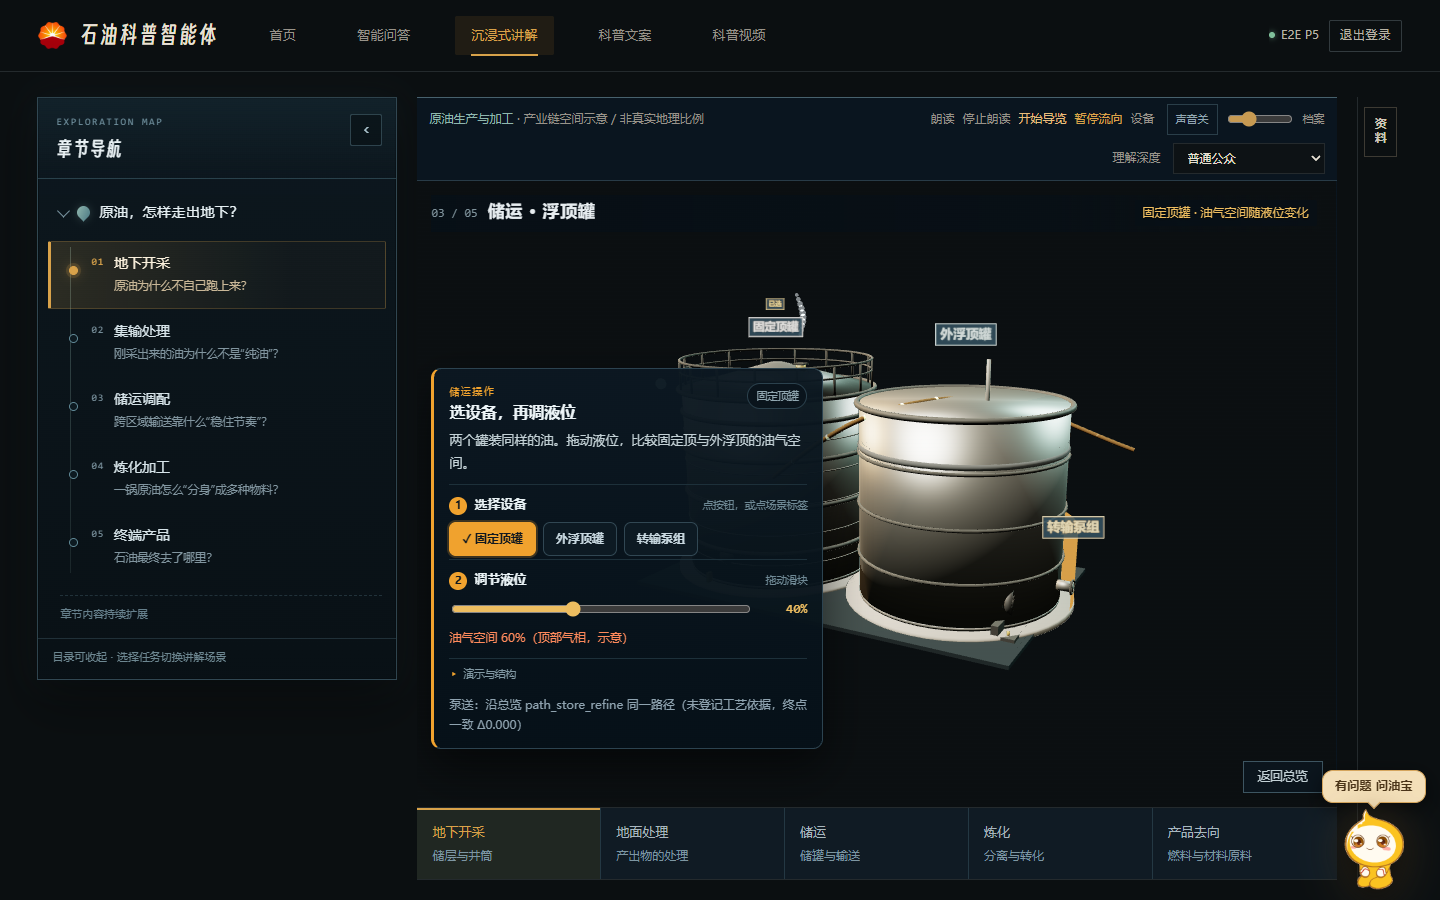 石油科普智能体
首页
智能问答
沉浸式讲解
科普文案
科普视频
E2E P5
退出登录
EXPLORATION MAP
章节导航
‹
原油，怎样走出地下？
01 地下开采
原油为什么不自己跑上来？
02 集输处理
刚采出来的油为什么不是“纯油”？
03 储运调配
跨区域输送靠什么“稳住节奏”？
04 炼化加工
一锅原油怎么“分身”成多种物料？
05 终端产品
石油最终去了哪里？
章节内容持续扩展
目录可收起 · 选择任务切换讲解场景
原油生产与加工 · 产业链空间示意 / 非真实地理比例
朗读 停止朗读 开始导览 暂停流向 设备 声音关 档案
理解深度 普通公众
03 / 05 储运 · 浮顶罐
固定顶罐 · 油气空间随液位变化
固定顶罐
外浮顶罐
转输泵组
储运操作
固定顶罐
选设备，再调液位
两个罐装同样的油。拖动液位，比较固定顶与外浮顶的油气空
间。
1 选择设备
点按钮，或点场景标签
✓ 固定顶罐
外浮顶罐
转输泵组
2 调节液位
拖动滑块
40%
油气空间 60%（顶部气相，示意）
演示与结构
泵送：沿总览 path_store_refine 同一路径（未登记工艺依据，终点
一致 Δ0.000）
返回总览
资料
有问题 问油宝
地下开采
储层与井筒
地面处理
产出物的处理
储运
储罐与输送
炼化
分离与转化
产品去向
燃料与材料原料